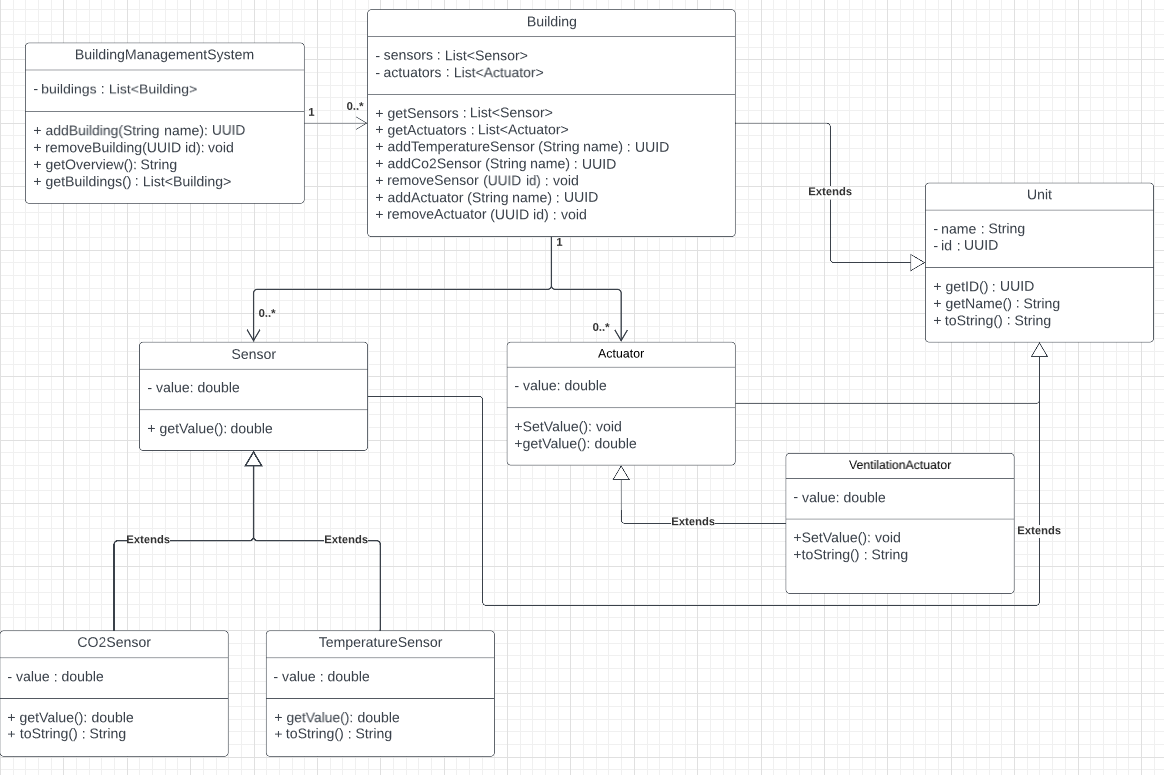 BuildingManagementSystem
- buildings : List<Building>
+ addBuilding(String name): UUID
+ removeBuilding(UUID id): void
+ getOverview(): String
+ getBuildings() : List<Building>
1
0..*
Building
- sensors : List<Sensor>
- actuators : List<Actuator>
+ getSensors : List<Sensor>
+ getActuators : List<Actuator>
+ addTemperatureSensor (String name) : UUID
+ addCo2Sensor (String name) : UUID
+ removeSensor (UUID id) : void
+ addActuator (String name) : UUID
+ removeActuator (UUID id) : void
1
Extends
Unit
- name : String
- id : UUID
+ getID() : UUID
+ getName() : String
+ toString() : String
0..*
0..*
Sensor
- value: double
+ getValue(): double
Actuator
- value: double
+SetValue(): void
+getValue(): double
VentilationActuator
- value: double
+SetValue(): void
+toString() : String
Extends
Extends
Extends
Extends
CO2Sensor
- value : double
+ getValue(): double
+ toString() : String
TemperatureSensor
- value : double
+ getValue(): double
+ toString() : String